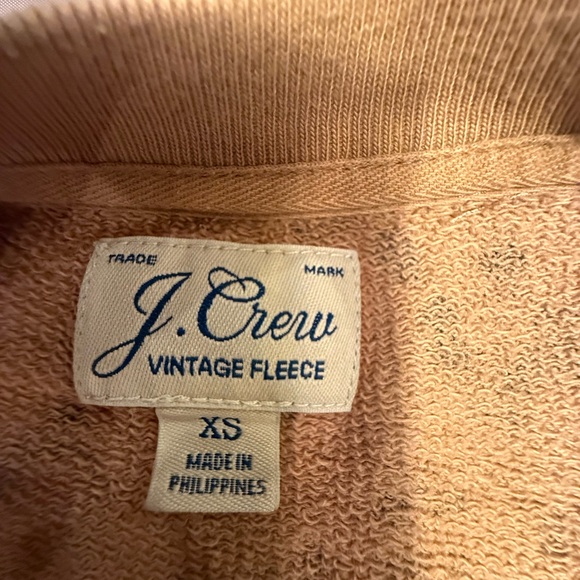 TRADE MARK
J. Crew
VINTAGE FLEECE
XS
MADE IN
PHILIPPINES